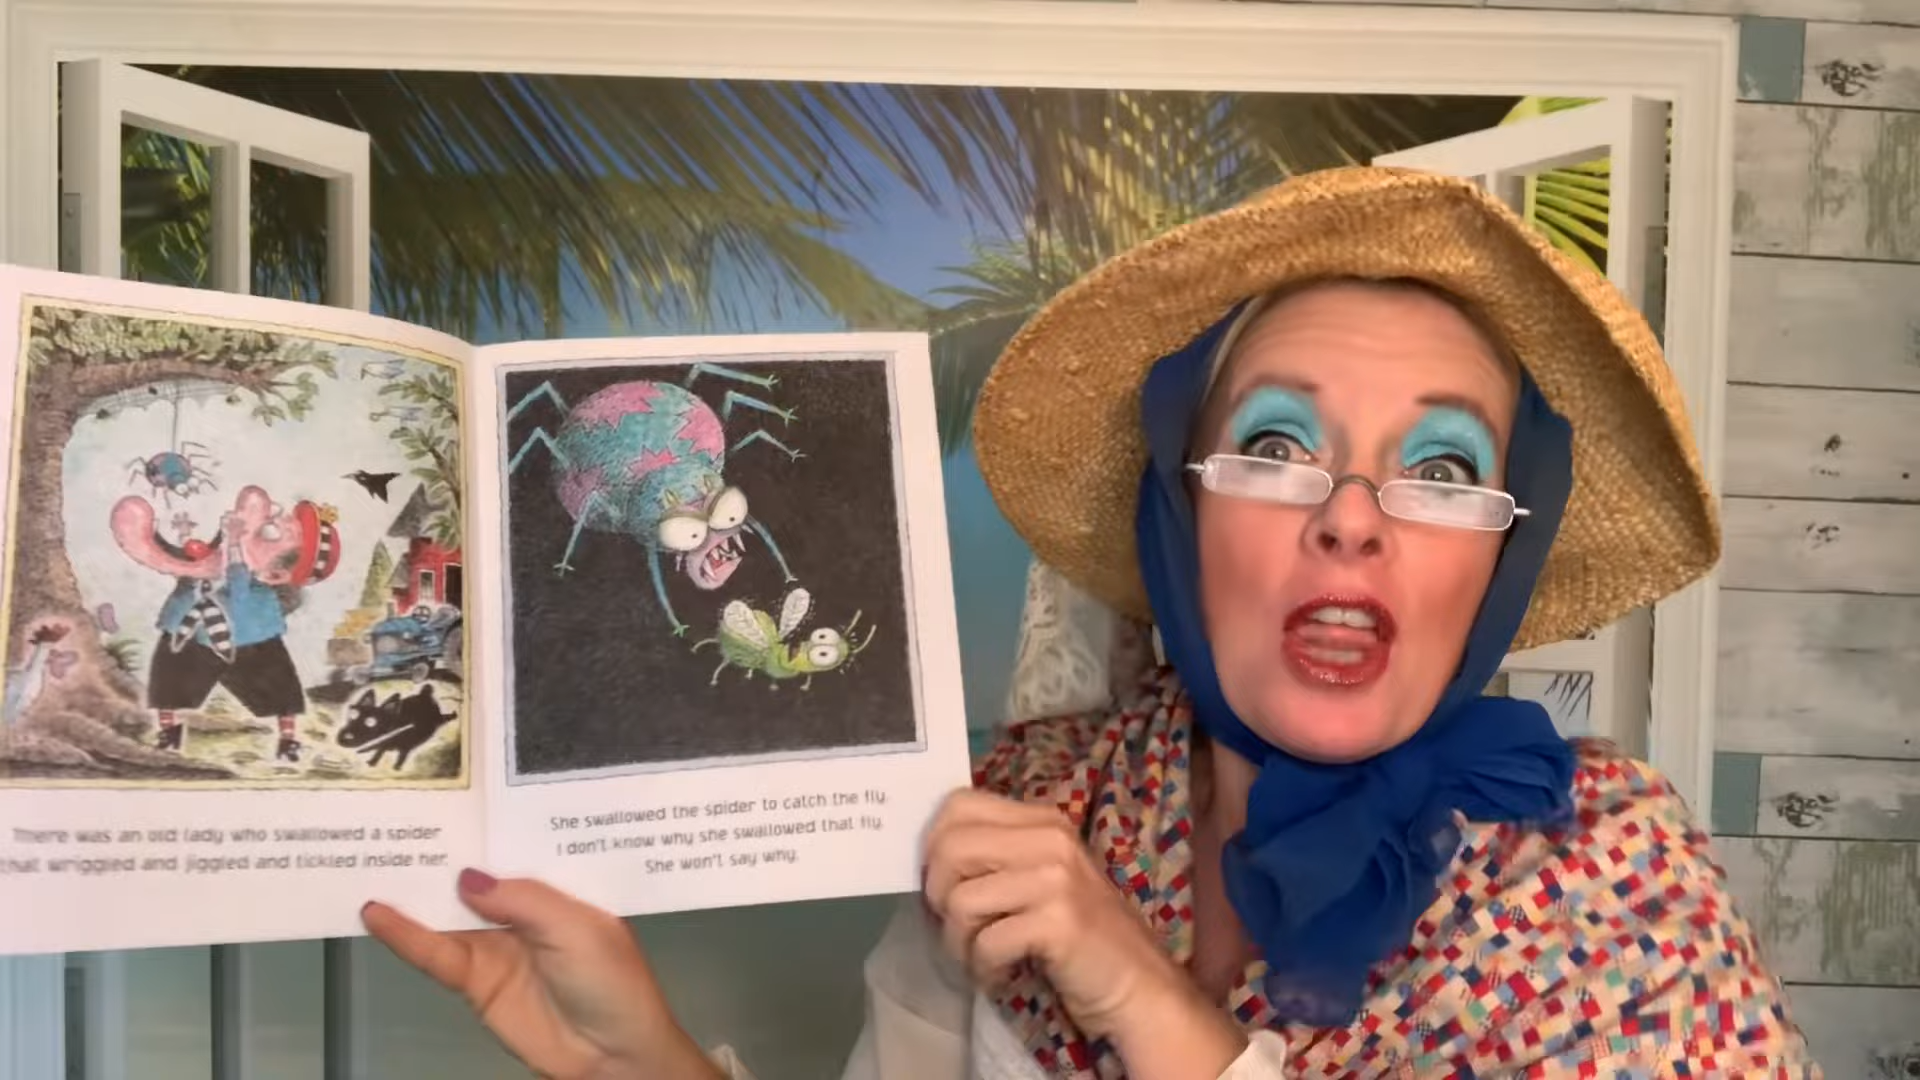 There was an old lady who swallowed a spider
that wriggled and jiggled and tickled inside her.
She swallowed the spider to catch the fly.
I don't know why she swallowed that fly.
She won't say why.